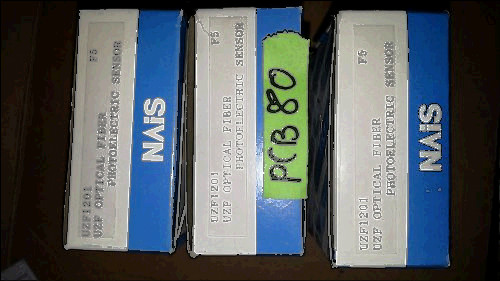 UZF1201
UZF OPTICAL FIBER
PHOTOELECTRIC SENSOR
F5
NAiS
UZF1201
UZF OPTICAL FIBER
PHOTOELECTRIC SENSOR
F5
PCB80
UZF1201
UZF OPTICAL FIBER
PHOTOELECTRIC SENSOR
F5
NAiS